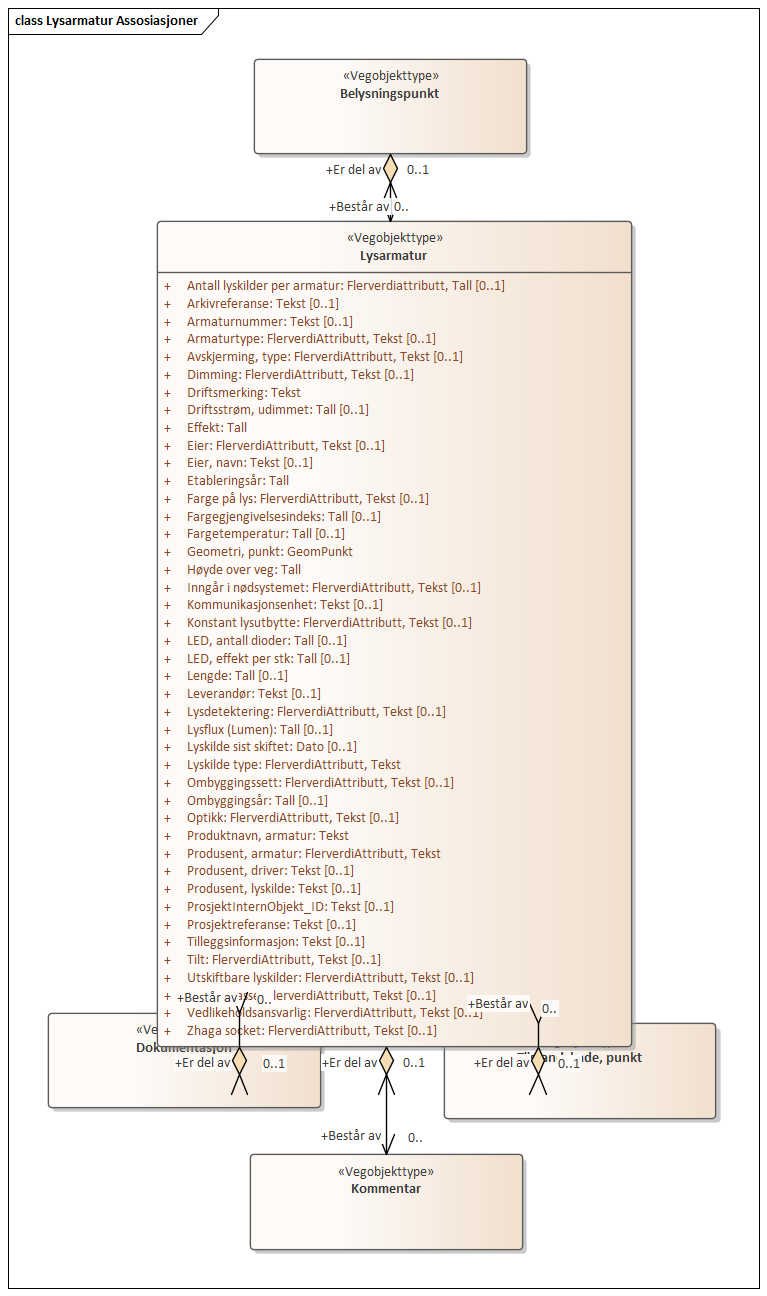 class Lysarmatur Assosiasjoner
«Vegobjekttype»
Belysningspunkt
+Er del av 0..1
+Består av 0..
«Vegobjekttype»
Lysarmatur
+ Antall lyskilder per armatur: Flerverdiattributt, Tall [0..1]
+ Arkivreferanse: Tekst [0..1]
+ Armaturnummer: Tekst [0..1]
+ Armaturtype: FlerverdiAttributt, Tekst [0..1]
+ Avskjerming, type: FlerverdiAttributt, Tekst [0..1]
+ Dimming: FlerverdiAttributt, Tekst [0..1]
+ Driftsmerking: Tekst
+ Driftsstrøm, udimmet: Tall [0..1]
+ Effekt: Tall
+ Eier: FlerverdiAttributt, Tekst [0..1]
+ Eier, navn: Tekst [0..1]
+ Etableringsår: Tall
+ Farge på lys: FlerverdiAttributt, Tekst [0..1]
+ Fargegjengivelsesindeks: Tall [0..1]
+ Fargetemperatur: Tall [0..1]
+ Geometri, punkt: GeomPunkt
+ Høyde over veg: Tall
+ Inngår i nødsystemet: FlerverdiAttributt, Tekst [0..1]
+ Kommunikasjonsenhet: Tekst [0..1]
+ Konstant lysutbytte: FlerverdiAttributt, Tekst [0..1]
+ LED, antall dioder: Tall [0..1]
+ LED, effekt per stk: Tall [0..1]
+ Lengde: Tall [0..1]
+ Leverandør: Tekst [0..1]
+ Lysdetektering: FlerverdiAttributt, Tekst [0..1]
+ Lysflux (Lumen): Tall [0..1]
+ Lyskilde sist skiftet: Dato [0..1]
+ Lyskilde type: FlerverdiAttributt, Tekst
+ Ombyggingssett: FlerverdiAttributt, Tekst [0..1]
+ Ombyggingsår: Tall [0..1]
+ Optikk: FlerverdiAttributt, Tekst [0..1]
+ Produktnavn, armatur: Tekst
+ Produsent, armatur: FlerverdiAttributt, Tekst
+ Produsent, driver: Tekst [0..1]
+ Produsent, lyskilde: Tekst [0..1]
+ ProsjektInternObjekt_ID: Tekst [0..1]
+ Prosjektreferanse: Tekst [0..1]
+ Tilleggsinformasjon: Tekst [0..1]
+ Tilt: FlerverdiAttributt, Tekst [0..1]
+ Utskiftbare lyskilder: FlerverdiAttributt, Tekst [0..1]
+ Tekst [0..1]
+Består av 0..
+Består av 0..
+ Vedlikeholdsansvarlig: FlerverdiAttributt, Tekst [0..1]
+ Zhaga socket: FlerverdiAttributt, Tekst [0..1]
Dokumentasjon
punkt
+Er del av 0..1
+Er del av 0..1
+Er del av 0..1
+Består av 0..
«Vegobjekttype»
Kommentar